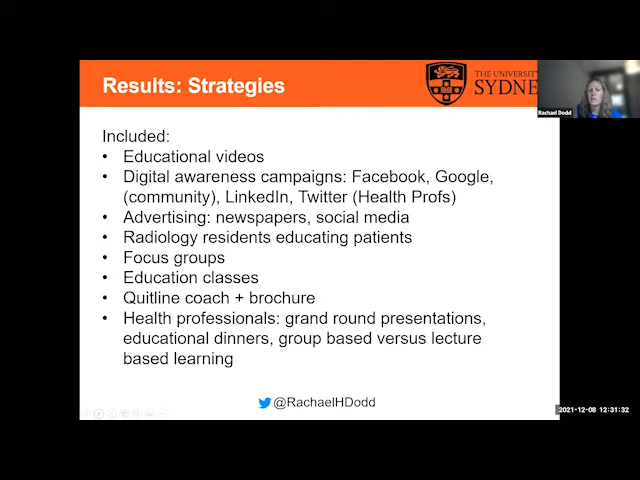 Results: Strategies
THE UNIVERSITY
SYDNE
Rachael Dodd
Included:
• Educational videos
• Digital awareness campaigns: Facebook, Google,
(community), LinkedIn, Twitter (Health Profs)
• Advertising: newspapers, social media
• Radiology residents educating patients
• Focus groups
• Education classes
• Quitline coach + brochure
• Health professionals: grand round presentations,
educational dinners, group based versus lecture
based learning
@RachaelHDodd
2021-12-08 12:31:32